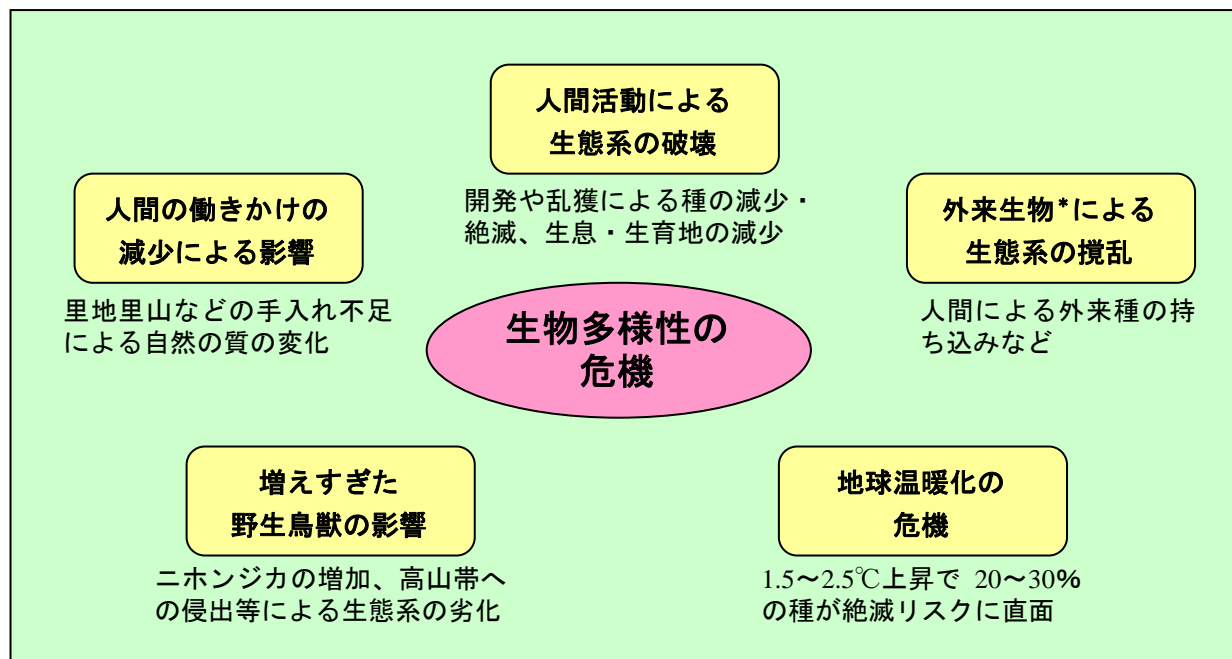 人間活動による
生態系の破壊
開発や乱獲による種の減少・
絶滅、生息・生育地の減少
人間の働きかけの
減少による影響
里地里山などの手入れ不足
による自然の質の変化
外来生物*による
生態系の撹乱
人間による外来種の持
ち込みなど
生物多様性の
危機
増えすぎた
野生鳥獣の影響
ニホンジカの増加、高山帯へ
の侵出等による生態系の劣化
地球温暖化の
危機
1.5～2.5℃上昇で 20～30%
の種が絶滅リスクに直面